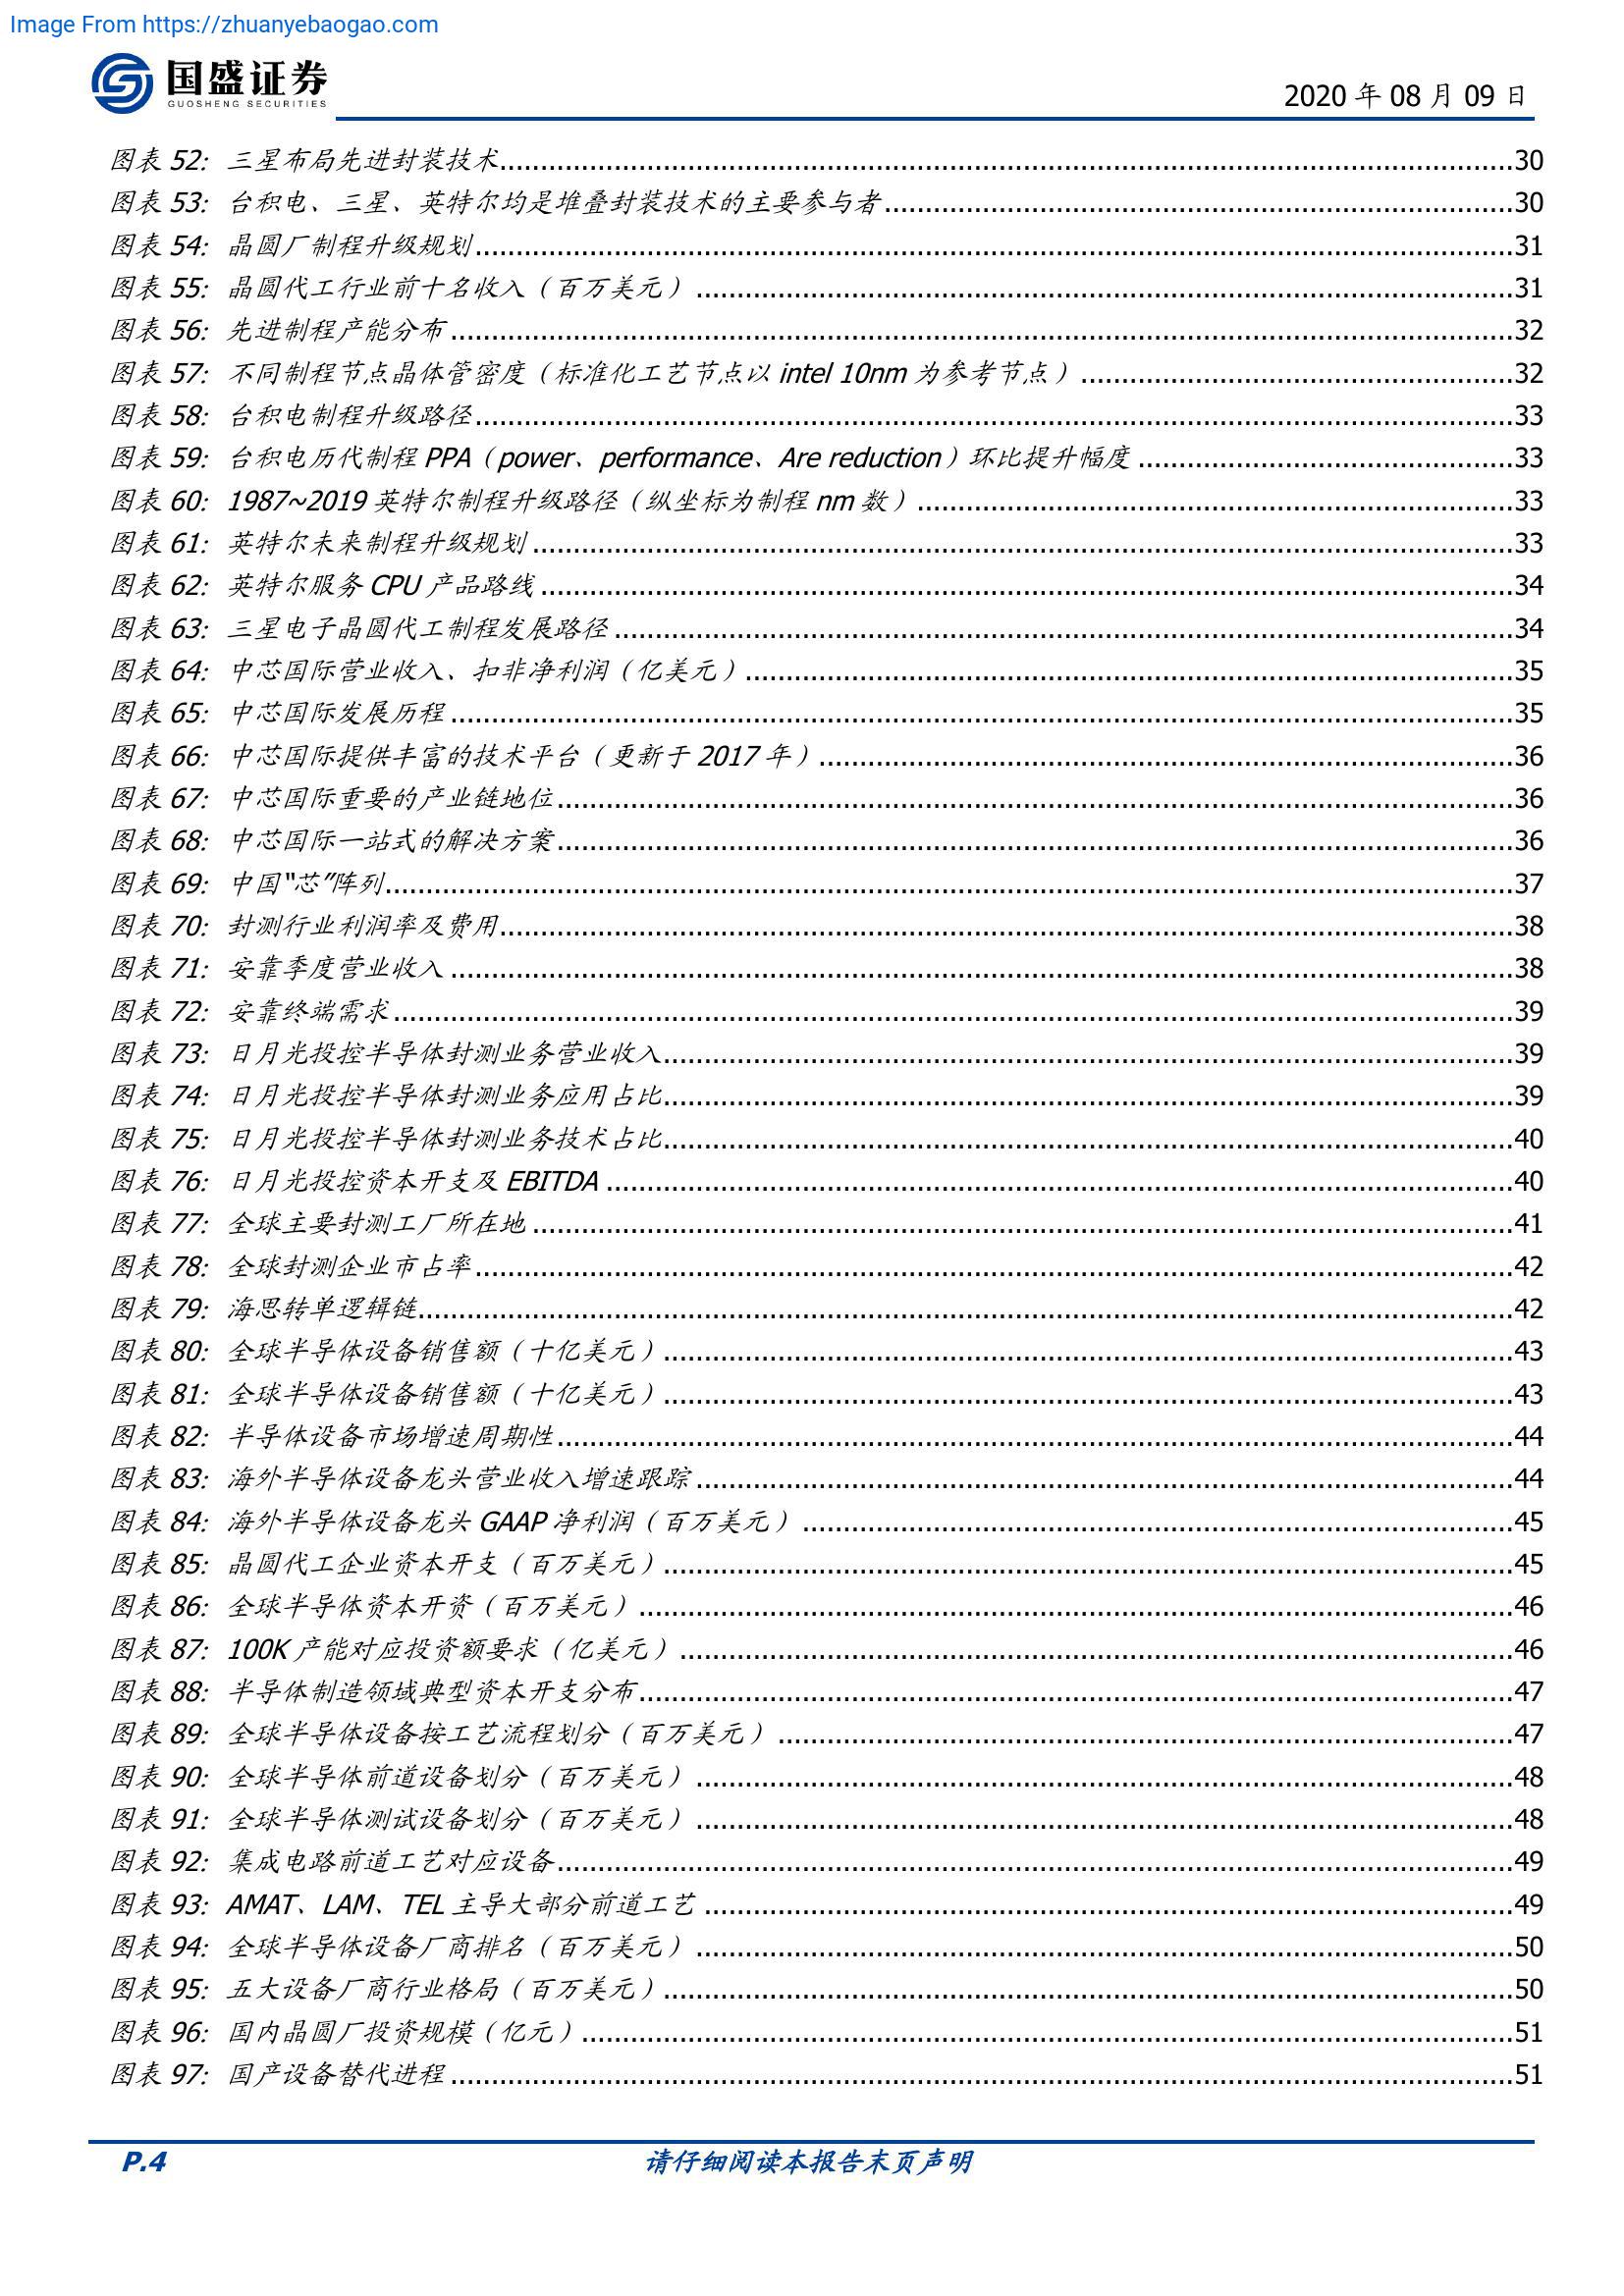 Image From https://zhuanyebaogao.com
国盛证券
GUOSHENG SECURITIES
2020 年 08 月 09 日
图表 52: 三星布局先进封装技术....................30
图表 53: 台积电、三星、英特尔均是堆叠封装技术的主要参与者....................30
图表 54: 晶圆厂制程升级规划....................31
图表 55: 晶圆代工行业前十名收入（百万美元）....................31
图表 56: 先进制程产能分布....................32
图表 57: 不同制程节点晶体管密度（标准化工艺节点以 intel 10nm 为参考节点）....................32
图表 58: 台积电制程升级路径....................33
图表 59: 台积电历代制程 PPA（power、performance、Are reduction）环比提升幅度....................33
图表 60: 1987~2019 英特尔制程升级路径（纵坐标为制程 nm 数）....................33
图表 61: 英特尔未来制程升级规划....................33
图表 62: 英特尔服务 CPU 产品路线....................34
图表 63: 三星电子晶圆代工制程发展路径....................34
图表 64: 中芯国际营业收入、扣非净利润（亿美元）....................35
图表 65: 中芯国际发展历程....................35
图表 66: 中芯国际提供丰富的技术平台（更新于 2017 年）....................36
图表 67: 中芯国际重要的产业链地位....................36
图表 68: 中芯国际一站式的解决方案....................36
图表 69: 中国“芯”阵列....................37
图表 70: 封测行业利润率及费用....................38
图表 71: 安靠季度营业收入....................38
图表 72: 安靠终端需求....................39
图表 73: 日月光投控半导体封测业务营业收入....................39
图表 74: 日月光投控半导体封测业务应用占比....................39
图表 75: 日月光投控半导体封测业务技术占比....................40
图表 76: 日月光投控资本开支及 EBITDA....................40
图表 77: 全球主要封测工厂所在地....................41
图表 78: 全球封测企业市占率....................42
图表 79: 海思转单逻辑链....................42
图表 80: 全球半导体设备销售额（十亿美元）....................43
图表 81: 全球半导体设备销售额（十亿美元）....................43
图表 82: 半导体设备市场增速周期性....................44
图表 83: 海外半导体设备龙头营业收入增速跟踪....................44
图表 84: 海外半导体设备龙头 GAAP 净利润（百万美元）....................45
图表 85: 晶圆代工企业资本开支（百万美元）....................45
图表 86: 全球半导体资本开资（百万美元）....................46
图表 87: 100K 产能对应投资额要求（亿美元）....................46
图表 88: 半导体制造领域典型资本开支分布....................47
图表 89: 全球半导体设备按工艺流程划分（百万美元）....................47
图表 90: 全球半导体前道设备划分（百万美元）....................48
图表 91: 全球半导体测试设备划分（百万美元）....................48
图表 92: 集成电路前道工艺对应设备....................49
图表 93: AMAT、LAM、TEL 主导大部分前道工艺....................49
图表 94: 全球半导体设备厂商排名（百万美元）....................50
图表 95: 五大设备厂商行业格局（百万美元）....................50
图表 96: 国内晶圆厂投资规模（亿元）....................51
图表 97: 国产设备替代进程....................51
P.4
请仔细阅读本报告末页声明